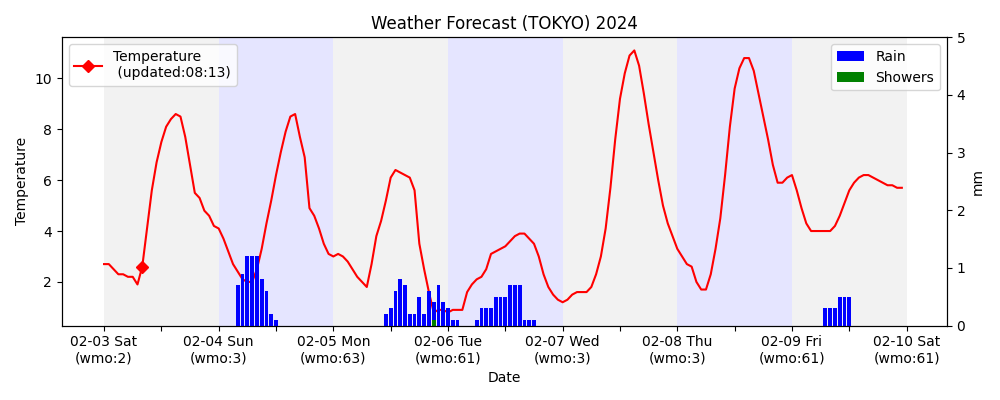 Weather Forecast (TOKYO) 2024
Temperature
(updated:08:13)
Rain
Showers
Temperature
10
8
6
4
2
5
4
3
2
1
0
mm
02-03 Sat
(wmo:2)
02-04 Sun
(wmo:3)
02-05 Mon
(wmo:63)
02-06 Tue
(wmo:61)
02-07 Wed
(wmo:3)
02-08 Thu
(wmo:3)
02-09 Fri
(wmo:61)
02-10 Sat
(wmo:61)
Date